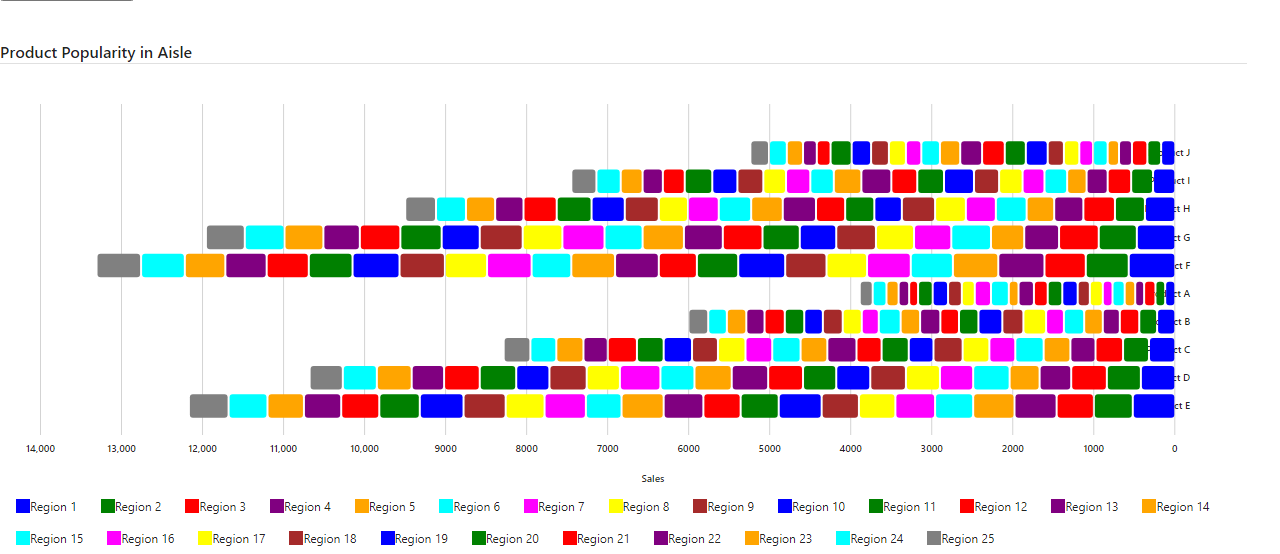 Product Popularity in Aisle
ct J
ct I
ct H
ct G
ct F
ct A
ct B
ct C
ct D
ct E
14,000 13,000 12,000 11,000 10,000 9000 8000 7000 6000 5000 4000 3000 2000 1000 0
Sales
Region 1 Region 2 Region 3 Region 4 Region 5 Region 6 Region 7 Region 8 Region 9 Region 10 Region 11 Region 12 Region 13 Region 14
Region 15 Region 16 Region 17 Region 18 Region 19 Region 20 Region 21 Region 22 Region 23 Region 24 Region 25